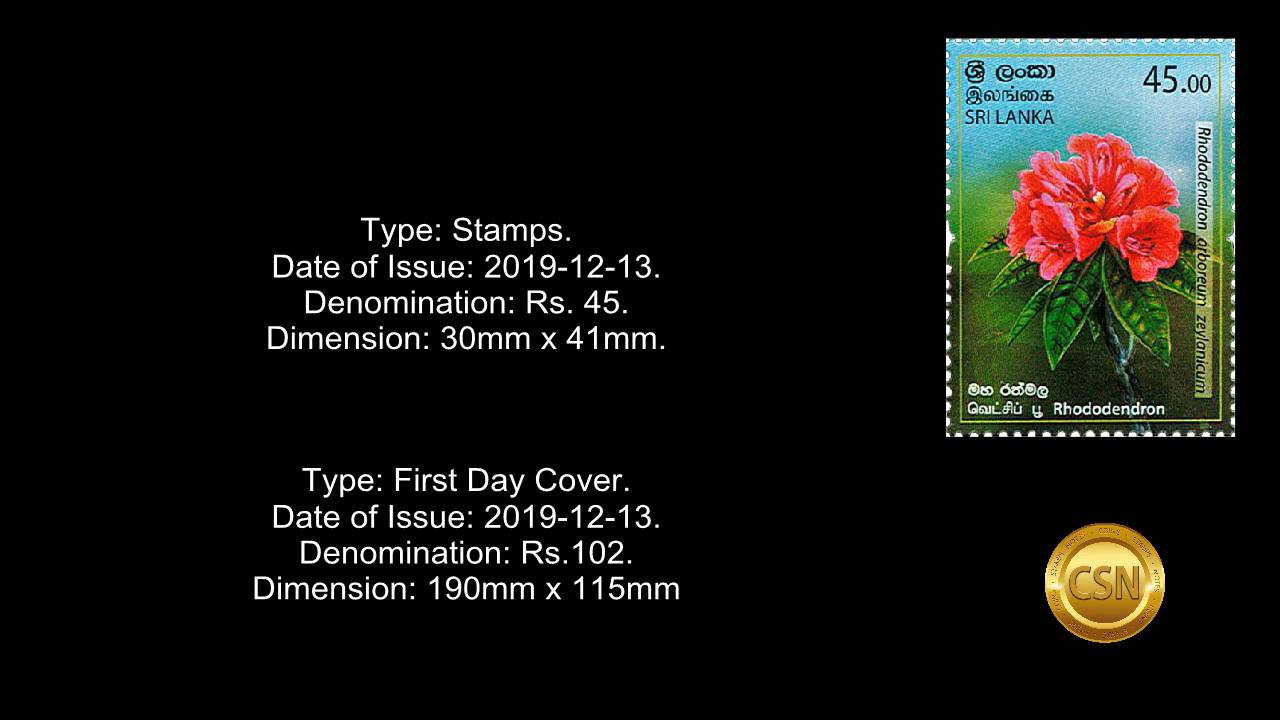 Type: Stamps.
Date of Issue: 2019-12-13.
Denomination: Rs. 45.
Dimension: 30mm x 41mm.
Type: First Day Cover.
Date of Issue: 2019-12-13.
Denomination: Rs.102.
Dimension: 190mm x 115mm
ශ්‍රී ලංකා
இலங்கை
SRI LANKA
45.00
Rhododendron arboreum zeylanicum
මහ රත්මල
வெட்சிப் பூ Rhododendron
CSN